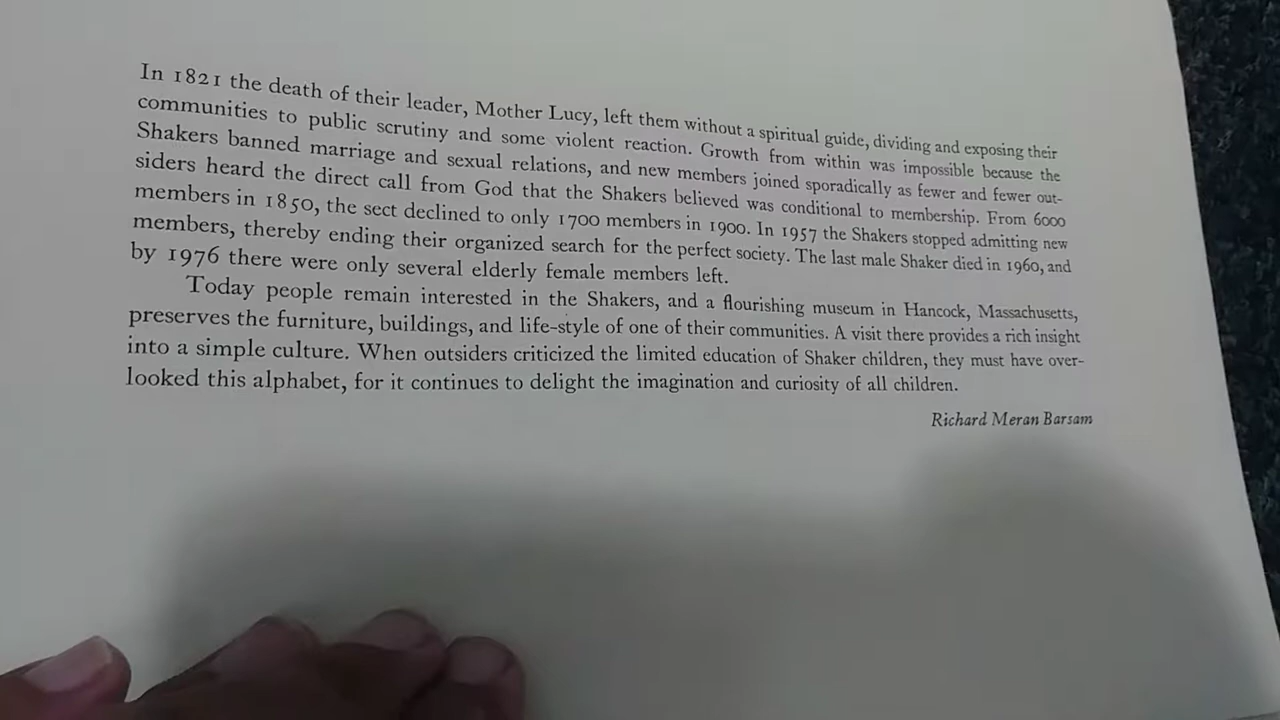 In 1821 the death of their leader, Mother Lucy, left them without a spiritual guide, dividing and exposing their
communities to public scrutiny and some violent reaction. Growth from within was impossible because the
Shakers banned marriage and sexual relations, and new members joined sporadically as fewer and fewer out-
siders heard the direct call from God that the Shakers believed was conditional to membership. From 6000
members in 1850, the sect declined to only 1700 members in 1900. In 1957 the Shakers stopped admitting new
members, thereby ending their organized search for the perfect society. The last male Shaker died in 1960, and
by 1976 there were only several elderly female members left.
Today people remain interested in the Shakers, and a flourishing museum in Hancock, Massachusetts,
preserves the furniture, buildings, and life-style of one of their communities. A visit there provides a rich insight
into a simple culture. When outsiders criticized the limited education of Shaker children, they must have over-
looked this alphabet, for it continues to delight the imagination and curiosity of all children.
Richard Meran Barsam